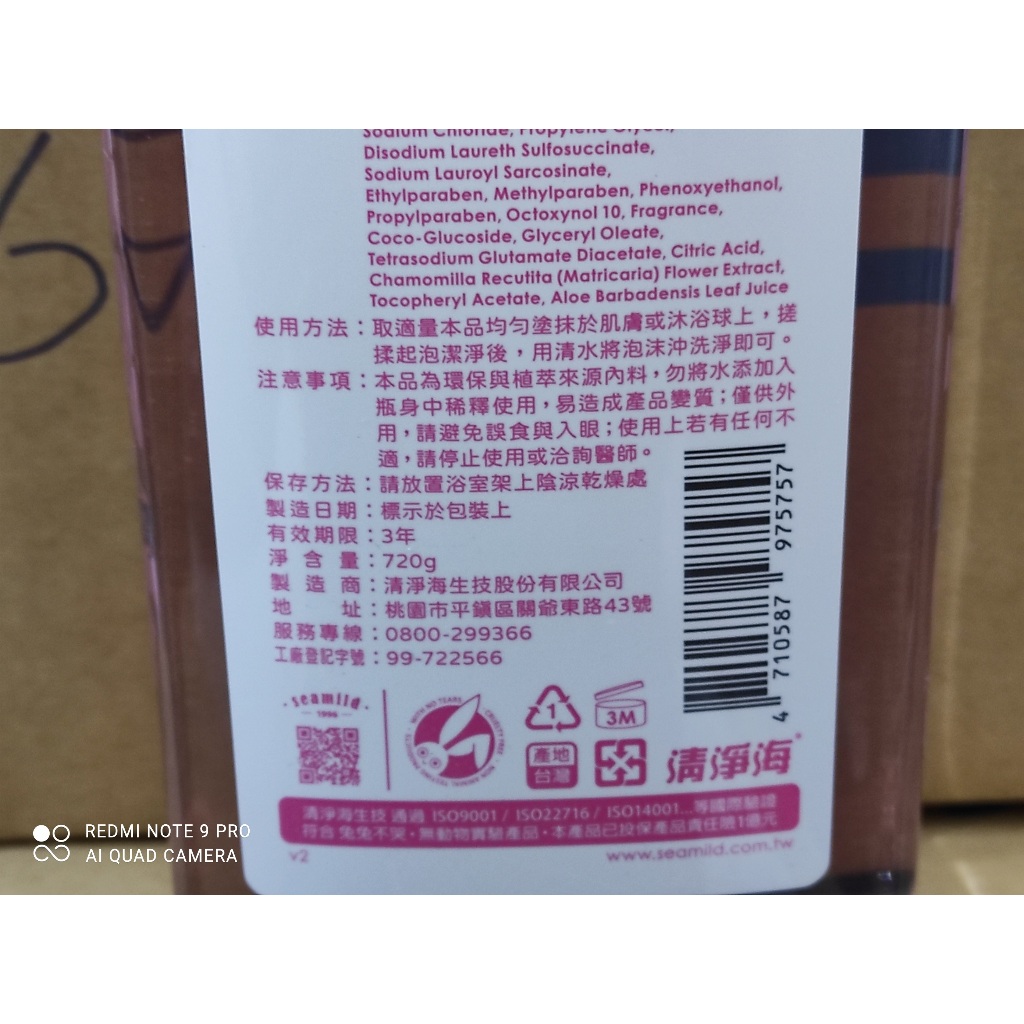 Sodium Chloride, Propylene Glycol,
Disodium Laureth Sulfosuccinate,
Sodium Lauroyl Sarcosinate,
Ethylparaben, Methylparaben, Phenoxyethanol,
Propylparaben, Octoxynol 10, Fragrance,
Coco-Glucoside, Glyceryl Oleate,
Tetrasodium Glutamate Diacetate, Citric Acid,
Chamomilla Recutita (Matricaria) Flower Extract,
Tocopheryl Acetate, Aloe Barbadensis Leaf Juice
使用方法：取適量本品均勻塗抹於肌膚或沐浴球上，搓
揉起泡潔淨後，用清水將泡沫沖洗淨即可。
注意事項：本品為環保與植萃來源內料，勿將水添加入
瓶身中稀釋使用，易造成產品變質；僅供外
用，請避免誤食與入眼；使用上若有任何不
適，請停止使用或洽詢醫師。
保存方法：請放置浴室架上陰涼乾燥處
製造日期：標示於包裝上
有效期限：3年
淨含量：720g
製造商：清淨海生技股份有限公司
地址：桃園市平鎮區關爺東路43號
服務專線：0800-299366
工廠登記字號：99-722566
4 710587 975757
seamild
1996
WITH NO TEARS · CRUELTY FREE · NON ANIMAL TESTING PRODUCTS
1
3M
產地
台灣
清淨海
清淨海生技 通過 ISO9001 / ISO22716 / ISO14001...等國際驗證
符合 兔兔不哭·無動物實驗產品·本產品已投保產品責任險1億元
v2
www.seamild.com.tw
REDMI NOTE 9 PRO
AI QUAD CAMERA